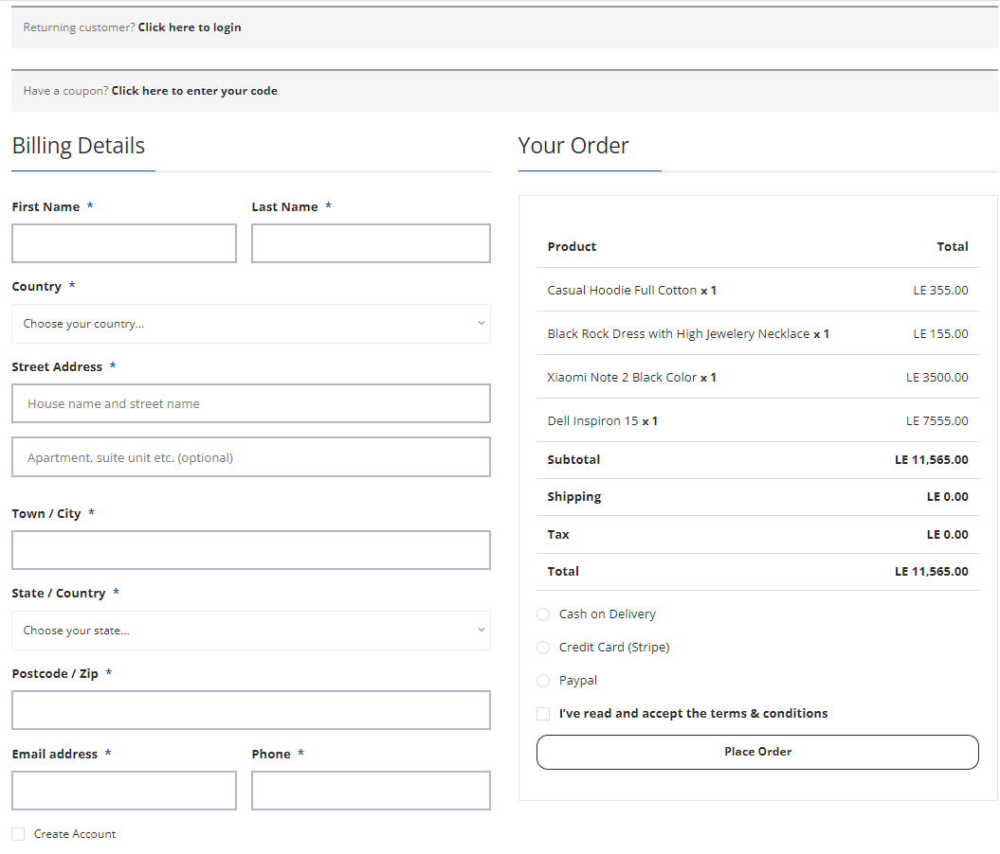 Returning customer? Click here to login
Have a coupon? Click here to enter your code
Billing Details
First Name *
Last Name *
Country *
Choose your country...
Street Address *
House name and street name
Apartment, suite unit etc. (optional)
Town / City *
State / Country *
Choose your state...
Postcode / Zip *
Email address *
Phone *
Create Account
Your Order
Product Total
Casual Hoodie Full Cotton x 1 LE 355.00
Black Rock Dress with High Jewelery Necklace x 1 LE 155.00
Xiaomi Note 2 Black Color x 1 LE 3500.00
Dell Inspiron 15 x 1 LE 7555.00
Subtotal LE 11,565.00
Shipping LE 0.00
Tax LE 0.00
Total LE 11,565.00
Cash on Delivery
Credit Card (Stripe)
Paypal
I’ve read and accept the terms & conditions
Place Order